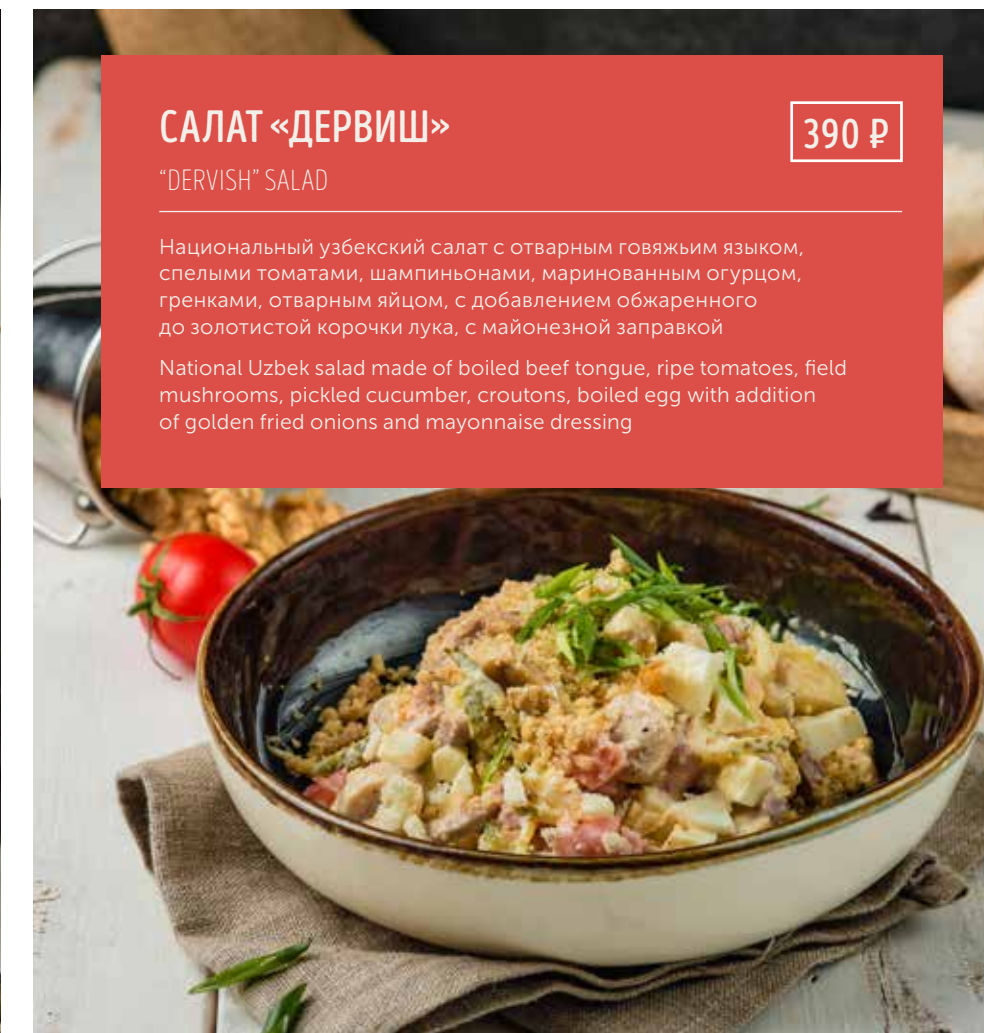 САЛАТ «ДЕРВИШ»
390 ₽
“DERVISH” SALAD
Национальный узбекский салат с отварным говяжьим языком,
спелыми томатами, шампиньонами, маринованным огурцом,
гренками, отварным яйцом, с добавлением обжаренного
до золотистой корочки лука, с майонезной заправкой
National Uzbek salad made of boiled beef tongue, ripe tomatoes, field
mushrooms, pickled cucumber, croutons, boiled egg with addition
of golden fried onions and mayonnaise dressing